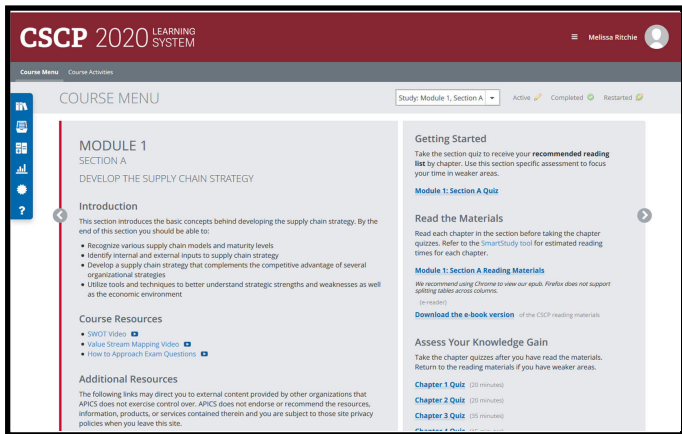 CSCP 2020 LEARNING
SYSTEM
Melissa Ritchie
Course Menu Course Activities
COURSE MENU
Study: Module 1, Section A
Active Completed Restarted
MODULE 1
SECTION A
DEVELOP THE SUPPLY CHAIN STRATEGY
Introduction
This section introduces the basic concepts behind developing the supply chain strategy. By the
end of this section you should be able to:
• Recognize various supply chain models and maturity levels
• Identify internal and external inputs to supply chain strategy
• Develop a supply chain strategy that complements the competitive advantage of several
organizational strategies
• Utilize tools and techniques to better understand strategic strengths and weaknesses as well
as the economic environment
Course Resources
• SWOT Video
• Value Stream Mapping Video
• How to Approach Exam Questions
Additional Resources
The following links may direct you to external content provided by other organizations that
APICS does not exercise control over. APICS does not endorse or recommend the resources,
information, products, or services contained therein and you are subject to those site privacy
policies when you leave this site.
Getting Started
Take the section quiz to receive your recommended reading
list by chapter. Use this section specific assessment to focus
your time in weaker areas.
Module 1: Section A Quiz
Read the Materials
Read each chapter in the section before taking the chapter
quizzes. Refer to the SmartStudy tool for estimated reading
times for each chapter.
Module 1: Section A Reading Materials
We recommend using Chrome to view our epub. Firefox does not support
splitting tables across columns.
(e-reader)
Download the e-book version of the CSCP reading materials
Assess Your Knowledge Gain
Take the chapter quizzes after you have read the materials.
Return to the reading materials if you have weaker areas.
Chapter 1 Quiz (20 minutes)
Chapter 2 Quiz (20 minutes)
Chapter 3 Quiz (35 minutes)
?